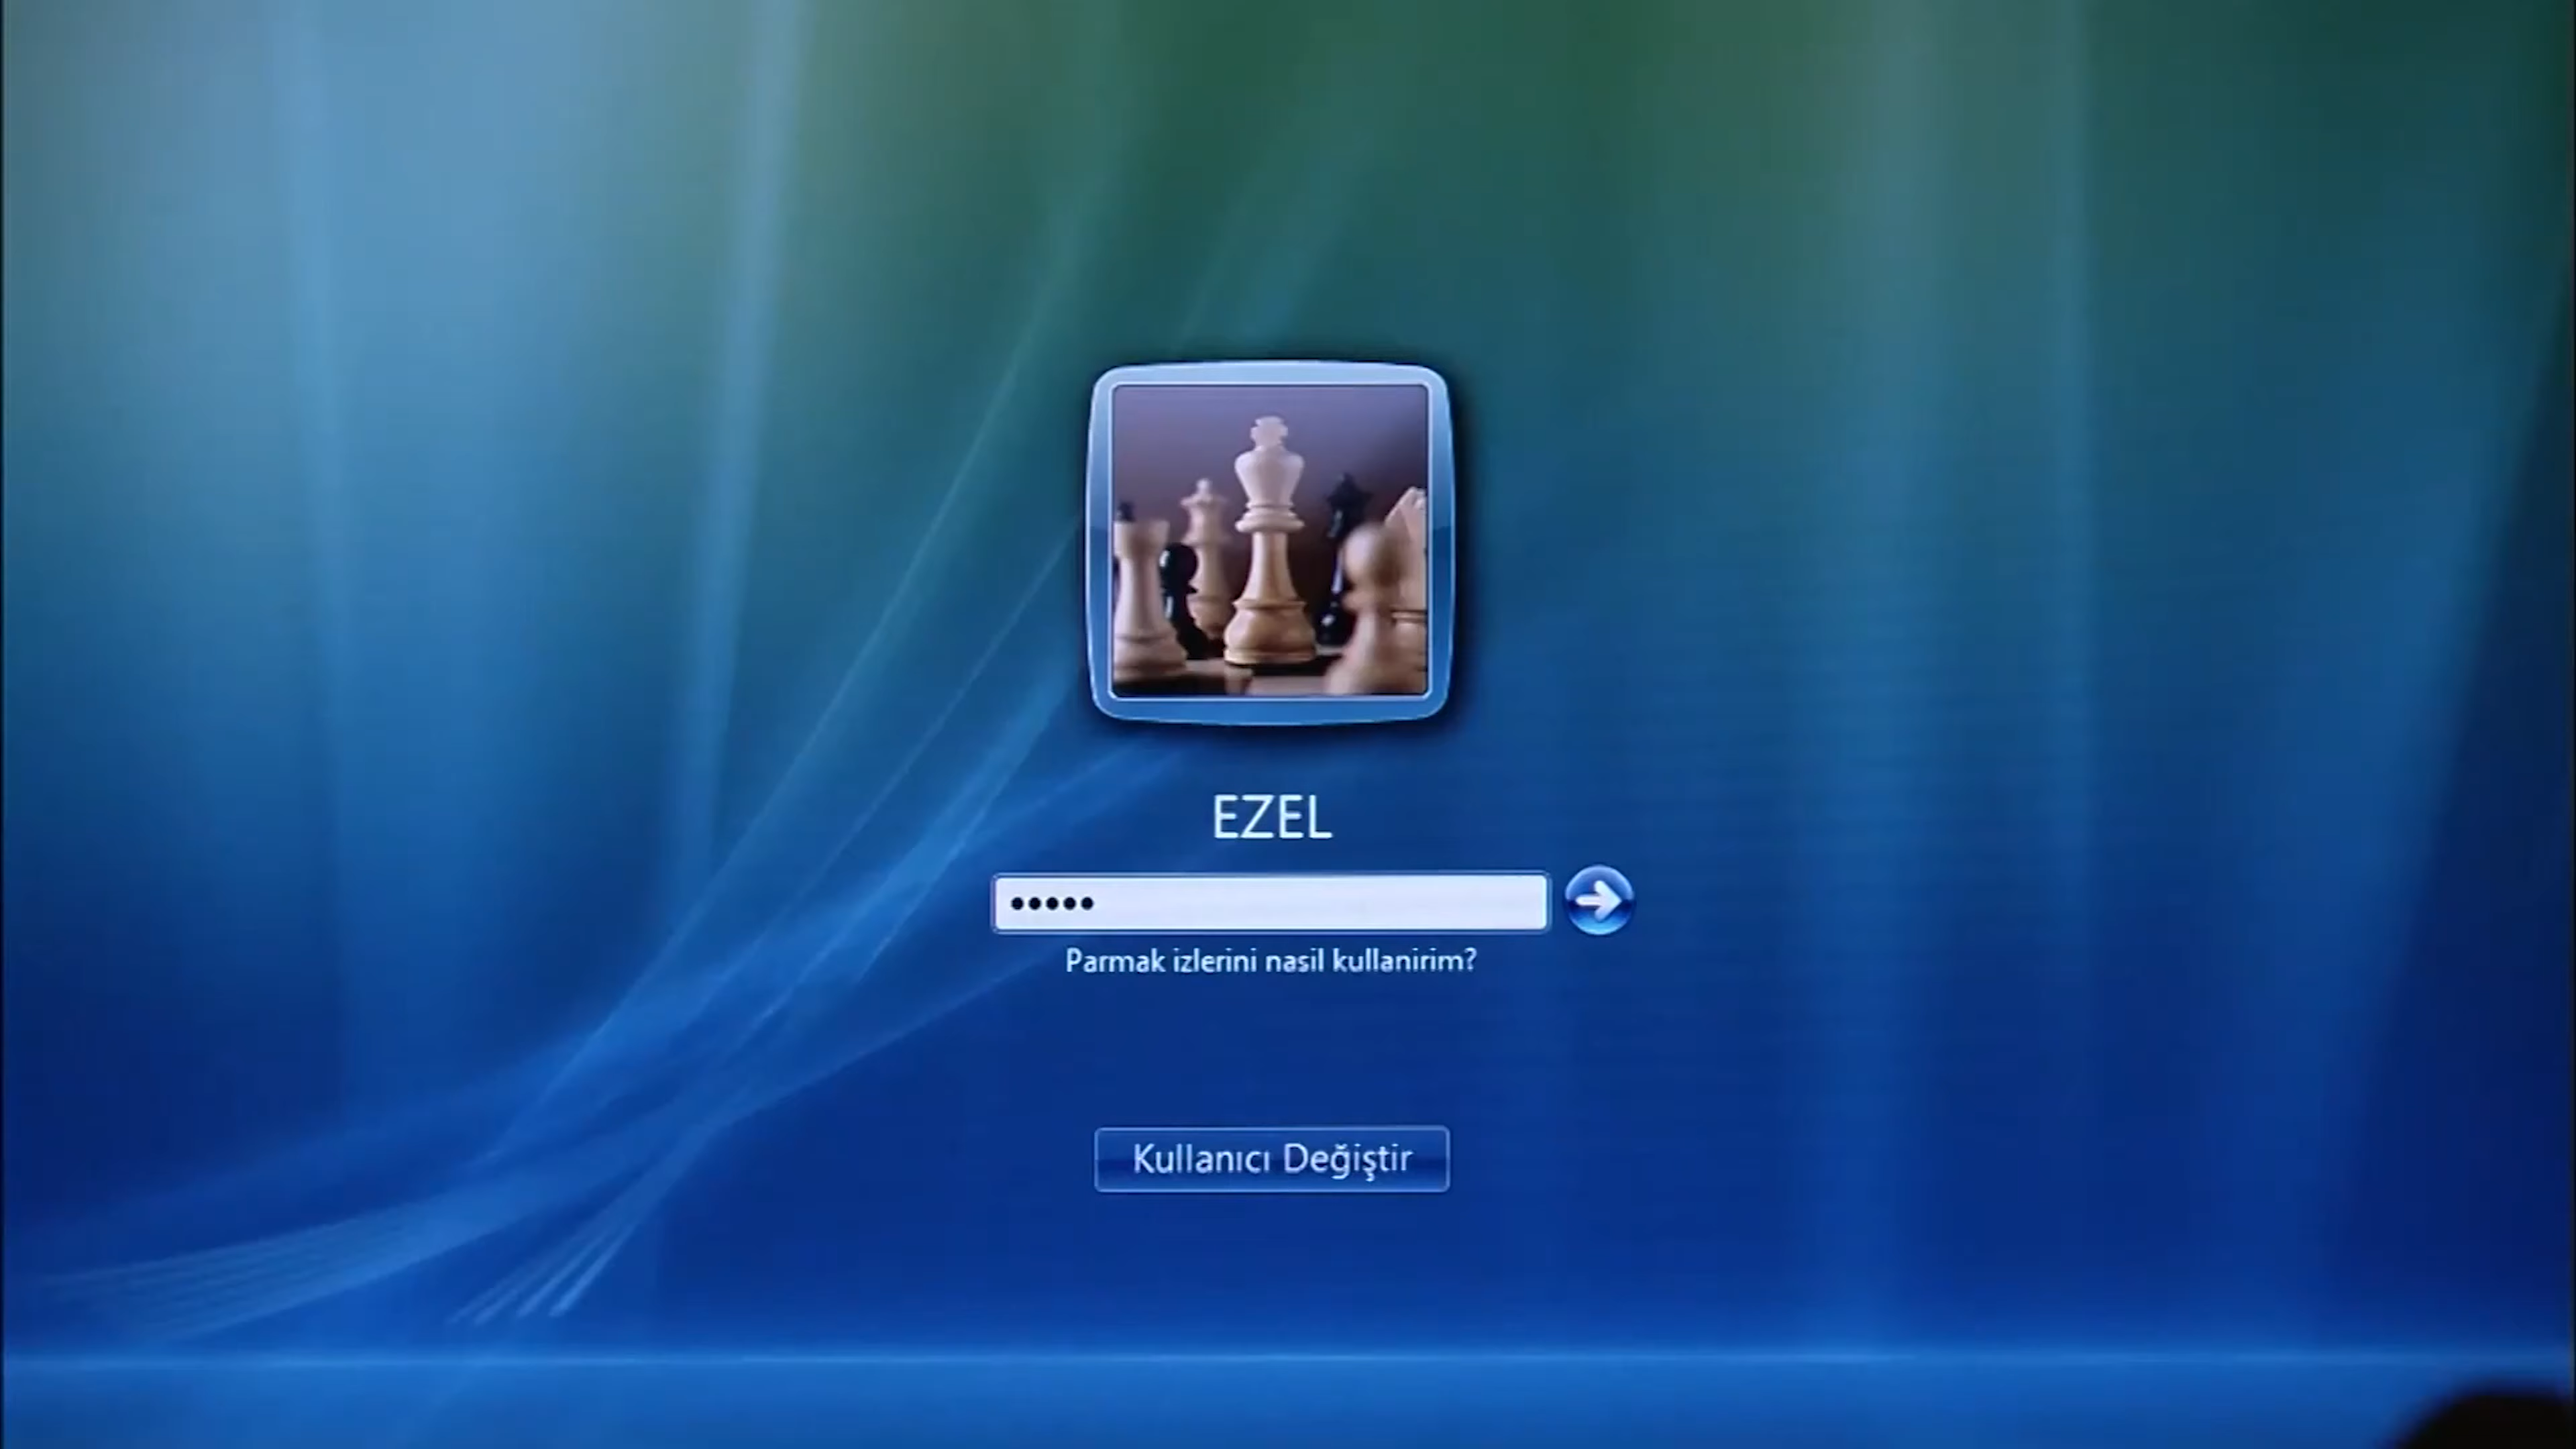 EZEL
•••••
Parmak izlerini nasil kullanirim?
Kullanıcı Değiştir